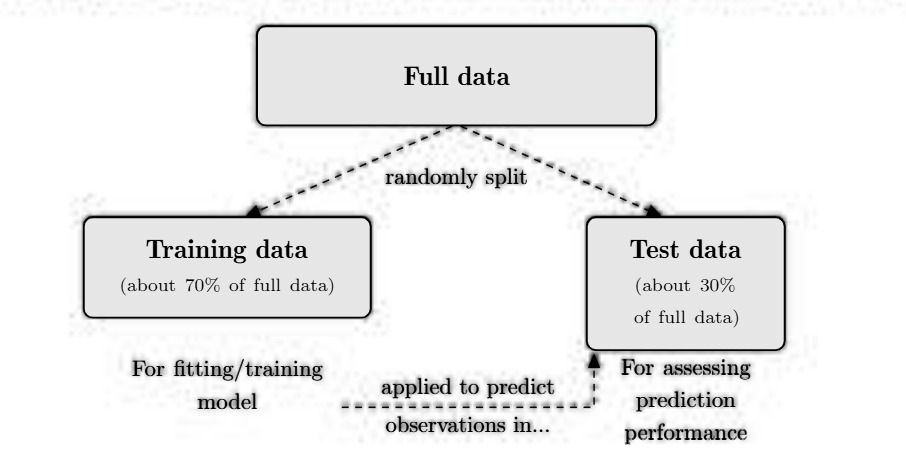 Full data
randomly split
Training data
(about 70% of full data)
Test data
(about 30%
of full data)
For fitting/training
model
applied to predict
observations in...
For assessing
prediction
performance